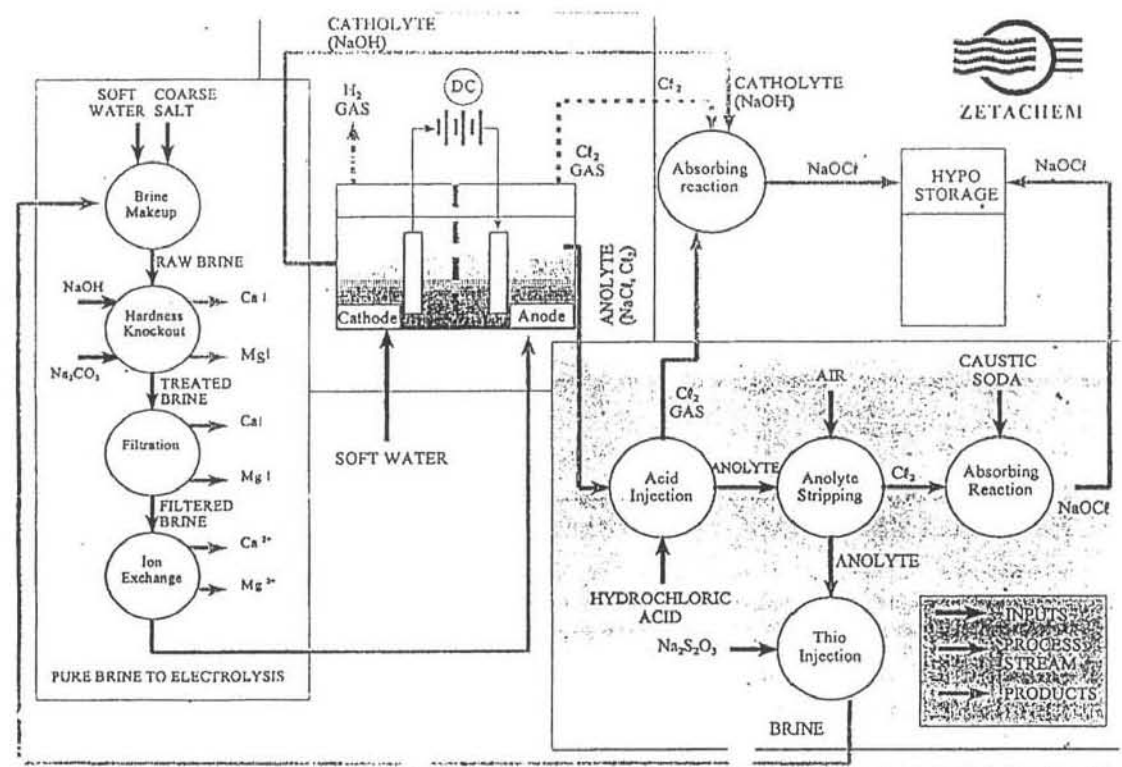 CATHOLYTE
(NaOH)
ZETACHEM
SOFT
WATER
COARSE
SALT
H₂
GAS
DC
Cℓ₂
CATHOLYTE
(NaOH)
Cℓ₂
GAS
Absorbing
reaction
NaOCℓ
HYPO
STORAGE
NaOCℓ
Brine
Makeup
RAW BRINE
NaOH
Ca↓
Hardness
Knockout
Mg↓
Na₂CO₃
TREATED
BRINE
Cathode
Anode
ANOLYTE
(NaCℓ, Cℓ₂)
Filtration
Ca↓
Mg↓
SOFT WATER
FILTERED
BRINE
Ion
Exchange
Ca²⁺
Mg²⁺
PURE BRINE TO ELECTROLYSIS
Cℓ₂
GAS
AIR
CAUSTIC
SODA
Acid
Injection
ANOLYTE
Anolyte
Stripping
Cℓ₂
Absorbing
Reaction
NaOCℓ
ANOLYTE
HYDROCHLORIC
ACID
Na₂S₂O₃
Thio
Injection
BRINE
INPUTS
PROCESS
STREAM
PRODUCTS